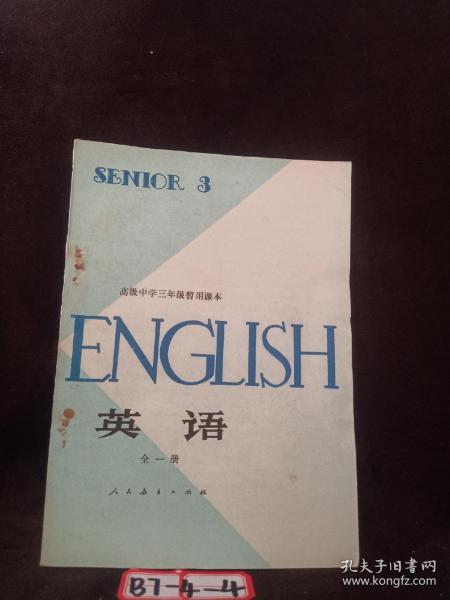 SENIOR 3
高级中学三年级暂用课本
ENGLISH
英语
全一册
人民教育出版社
B7-4-4
孔夫子旧书网
www.kongfz.com